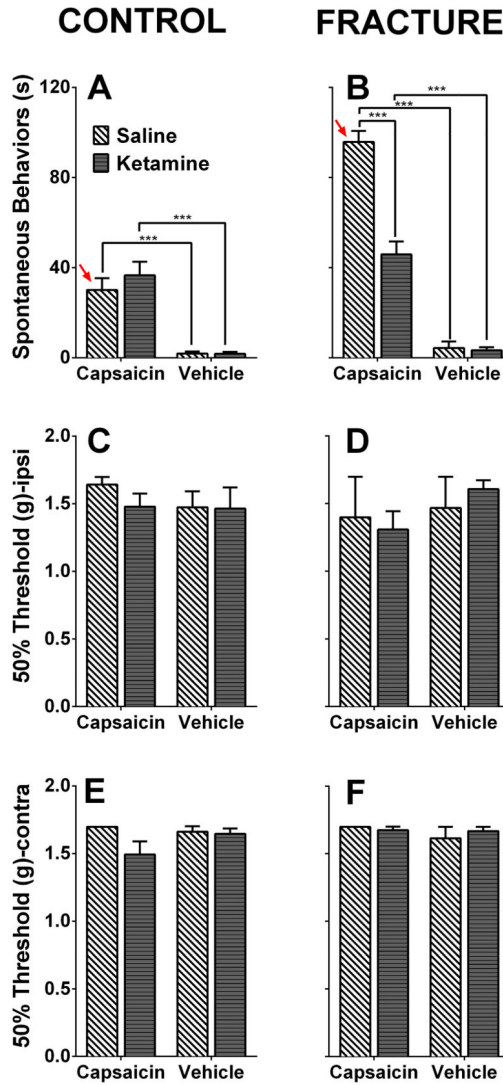 CONTROL FRACTURE
A B
Spontaneous Behaviors (s)
120
80
40
0
Saline
Ketamine
***
***
***
***
***
Capsaicin Vehicle Capsaicin Vehicle
C D
50% Threshold (g)-ipsi
2.0
1.5
1.0
0.5
0.0
Capsaicin Vehicle Capsaicin Vehicle
E F
50% Threshold (g)-contra
2.0
1.5
1.0
0.5
0.0
Capsaicin Vehicle Capsaicin Vehicle